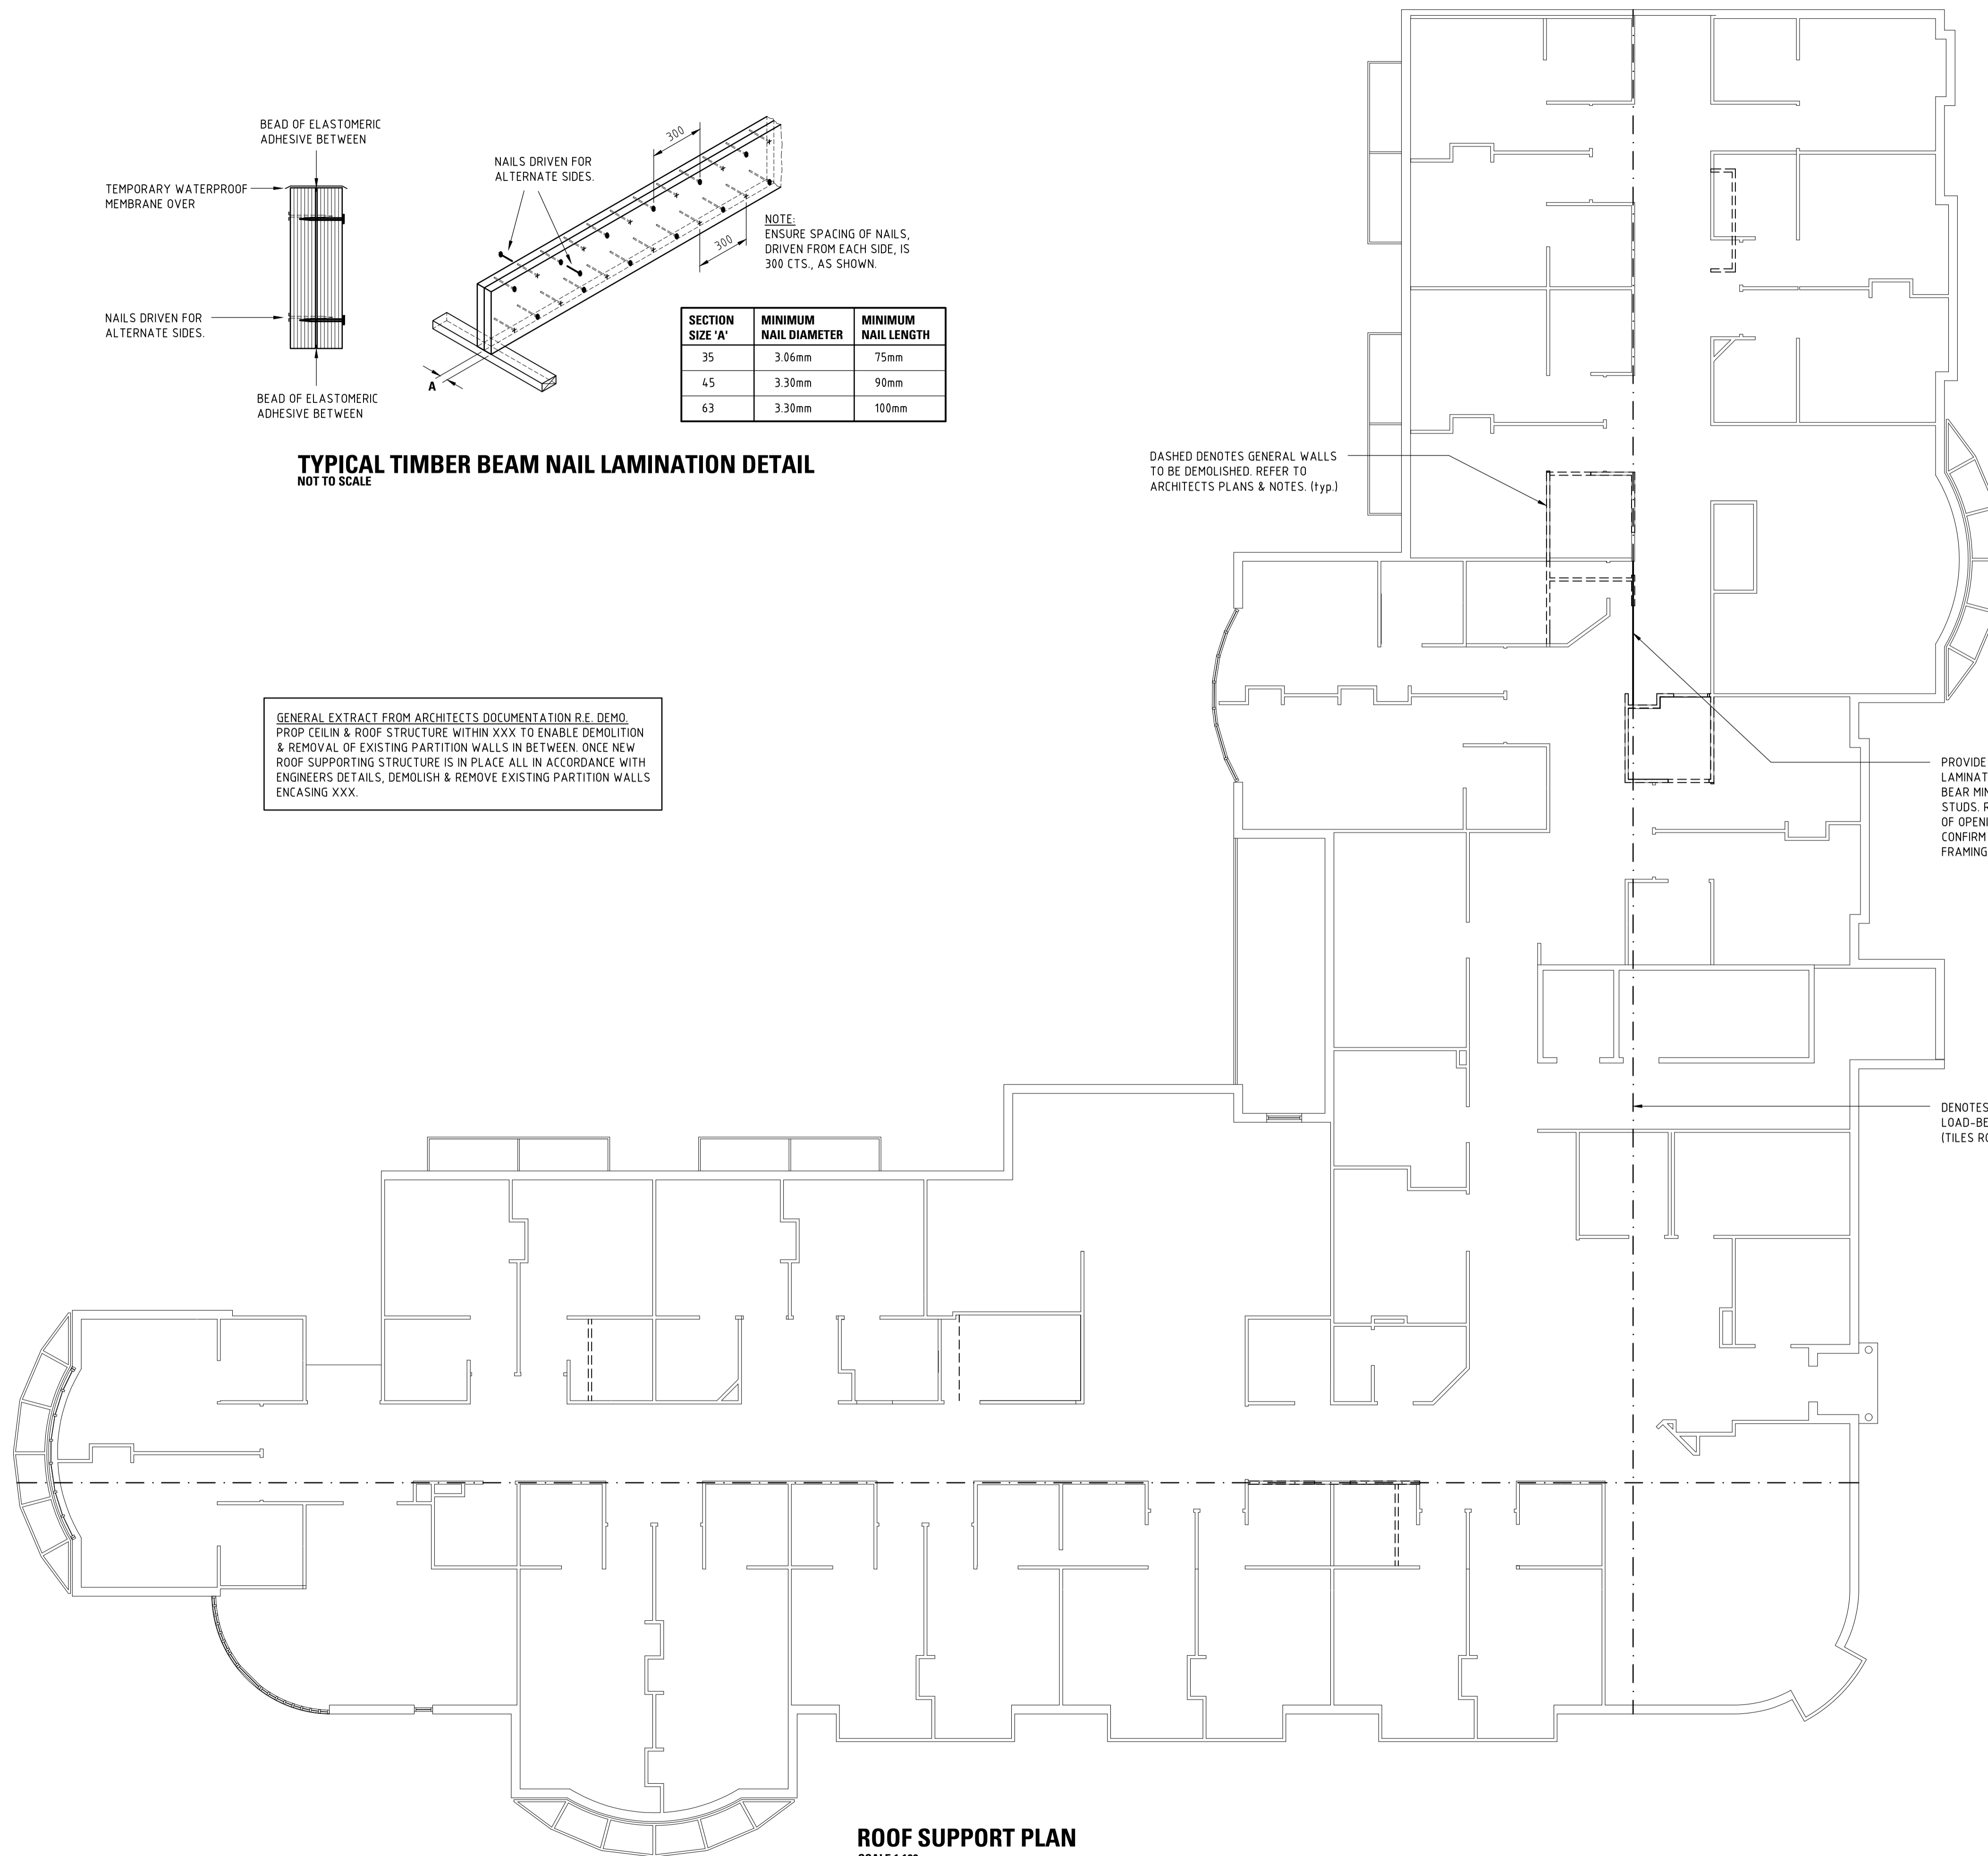 BEAD OF ELASTOMERIC
ADHESIVE BETWEEN
TEMPORARY WATERPROOF
MEMBRANE OVER
NAILS DRIVEN FOR
ALTERNATE SIDES.
BEAD OF ELASTOMERIC
ADHESIVE BETWEEN
NAILS DRIVEN FOR
ALTERNATE SIDES.
300
300
A
NOTE:
ENSURE SPACING OF NAILS,
DRIVEN FROM EACH SIDE, IS
300 CTS., AS SHOWN.
SECTION SIZE 'A' MINIMUM NAIL DIAMETER MINIMUM NAIL LENGTH
35 3.06mm 75mm
45 3.30mm 90mm
63 3.30mm 100mm
TYPICAL TIMBER BEAM NAIL LAMINATION DETAIL
NOT TO SCALE
DASHED DENOTES GENERAL WALLS
TO BE DEMOLISHED. REFER TO
ARCHITECTS PLANS & NOTES. (typ.)
GENERAL EXTRACT FROM ARCHITECTS DOCUMENTATION R.E. DEMO.
PROP CEILIN & ROOF STRUCTURE WITHIN XXX TO ENABLE DEMOLITION
& REMOVAL OF EXISTING PARTITION WALLS IN BETWEEN. ONCE NEW
ROOF SUPPORTING STRUCTURE IS IN PLACE ALL IN ACCORDANCE WITH
ENGINEERS DETAILS, DEMOLISH & REMOVE EXISTING PARTITION WALLS
ENCASING XXX.
PROVIDE
LAMINAT
BEAR MIN
STUDS.
OF OPENI
CONFIRM
FRAMING
DENOTES
LOAD-BE
(TILES RO
ROOF SUPPORT PLAN